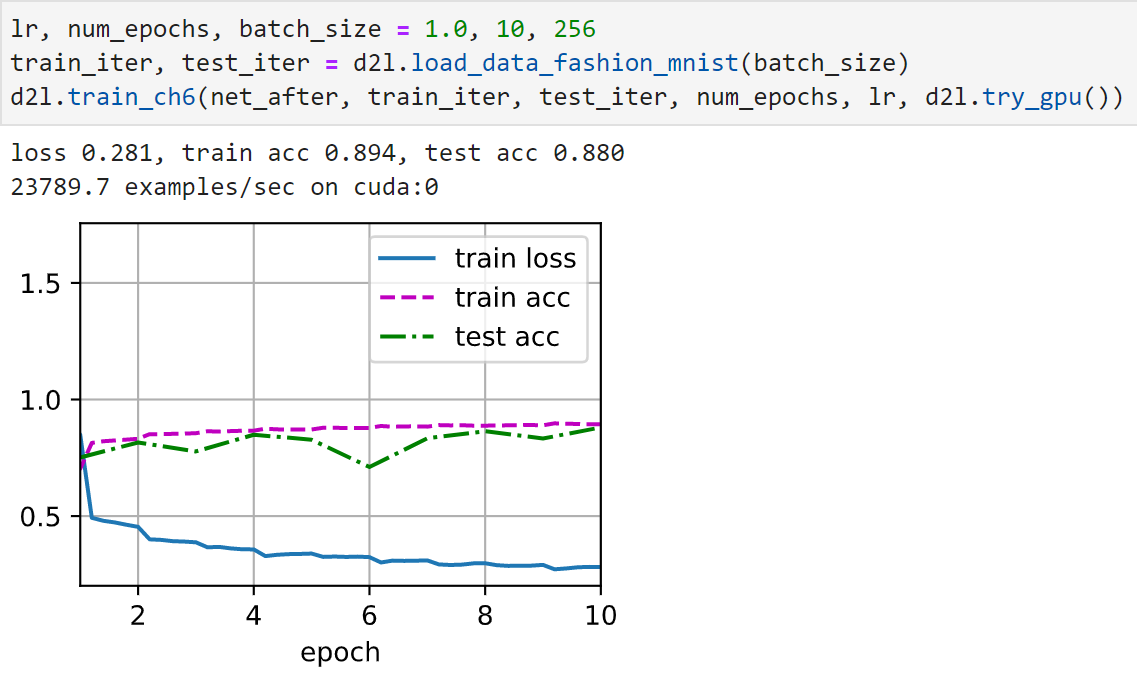 lr, num_epochs, batch_size = 1.0, 10, 256
train_iter, test_iter = d2l.load_data_fashion_mnist(batch_size)
d2l.train_ch6(net_after, train_iter, test_iter, num_epochs, lr, d2l.try_gpu())
loss 0.281, train acc 0.894, test acc 0.880
23789.7 examples/sec on cuda:0
train loss
train acc
test acc
1.5
1.0
0.5
2 4 6 8 10
epoch